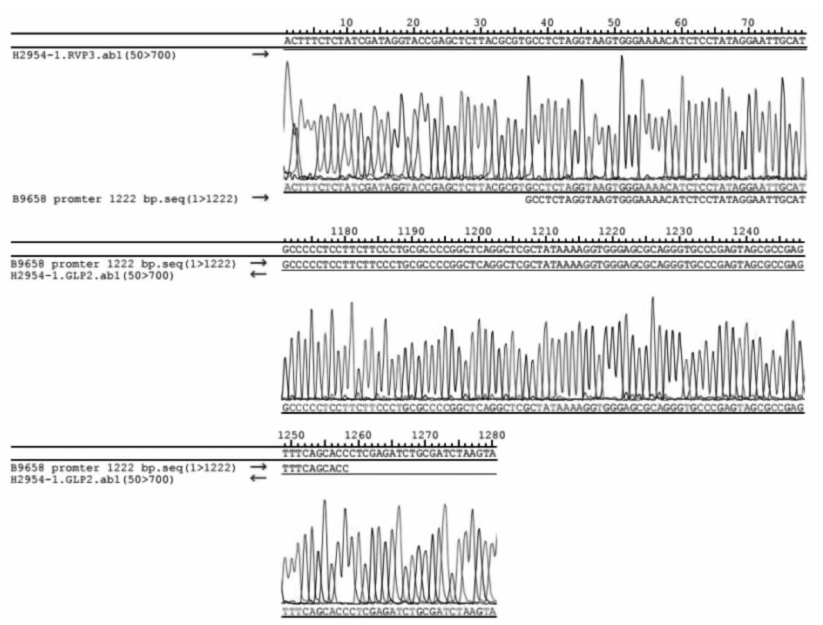 10 20 30 40 50 60 70
ACTTTCTCTATCGATAGGTACCGAGCTCTTACGCGTGCCTCTAGGTAAGTGGGAAAACATCTCCTATAGGAATTGCAT
H2954-1.RVP3.ab1(50>700) →
ACTTTCTCTATCGATAGGTACCGAGCTCTTACGCGTGCCTCTAGGTAAGTGGGAAAACATCTCCTATAGGAATTGCAT
B9658 promter 1222 bp.seq(1>1222) → GCCTCTAGGTAAGTGGGAAAACATCTCCTATAGGAATTGCAT
1180 1190 1200 1210 1220 1230 1240
GCCCCCTCCTTCTTCCCTGCGCCCCGGCTCAGGCTCGCTATAAAAGGTGGGAGCGCAGGGTGCCCGAGTAGCGCCGAG
B9658 promter 1222 bp.seq(1>1222) → GCCCCCTCCTTCTTCCCTGCGCCCCGGCTCAGGCTCGCTATAAAAGGTGGGAGCGCAGGGTGCCCGAGTAGCGCCGAG
H2954-1.GLP2.ab1(50>700) ←
GCCCCCTCCTTCTTCCCTGCGCCCCGGCTCAGGCTCGCTATAAAAGGTGGGAGCGCAGGGTGCCCGAGTAGCGCCGAG
1250 1260 1270 1280
TTTCAGCACCCTCGAGATCTGCGATCTAAGTA
B9658 promter 1222 bp.seq(1>1222) → TTTCAGCACC
H2954-1.GLP2.ab1(50>700) ←
TTTCAGCACCCTCGAGATCTGCGATCTAAGTA